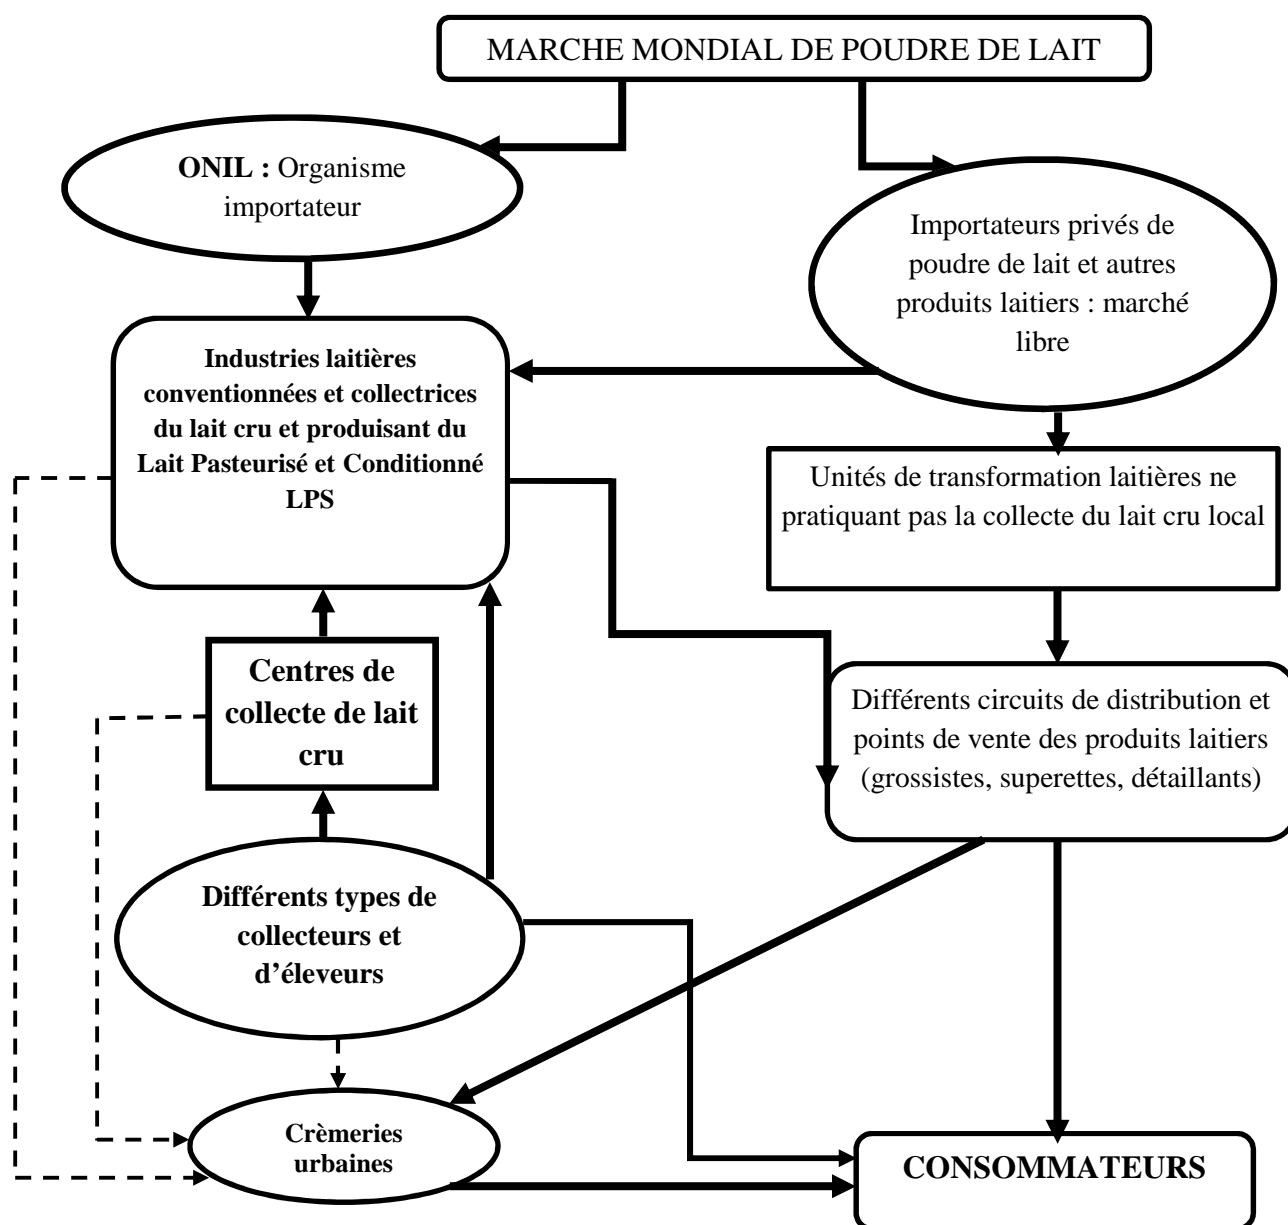 MARCHE MONDIAL DE POUDRE DE LAIT
ONIL : Organisme
importateur
Importateurs privés de
poudre de lait et autres
produits laitiers : marché
libre
Industries laitières
conventionnées et collectrices
du lait cru et produisant du
Lait Pasteurisé et Conditionné
LPS
Unités de transformation laitières ne
pratiquant pas la collecte du lait cru local
Centres de
collecte de lait
cru
Différents circuits de distribution et
points de vente des produits laitiers
(grossistes, superettes, détaillants)
Différents types de
collecteurs et
d’éleveurs
Crèmeries
urbaines
CONSOMMATEURS